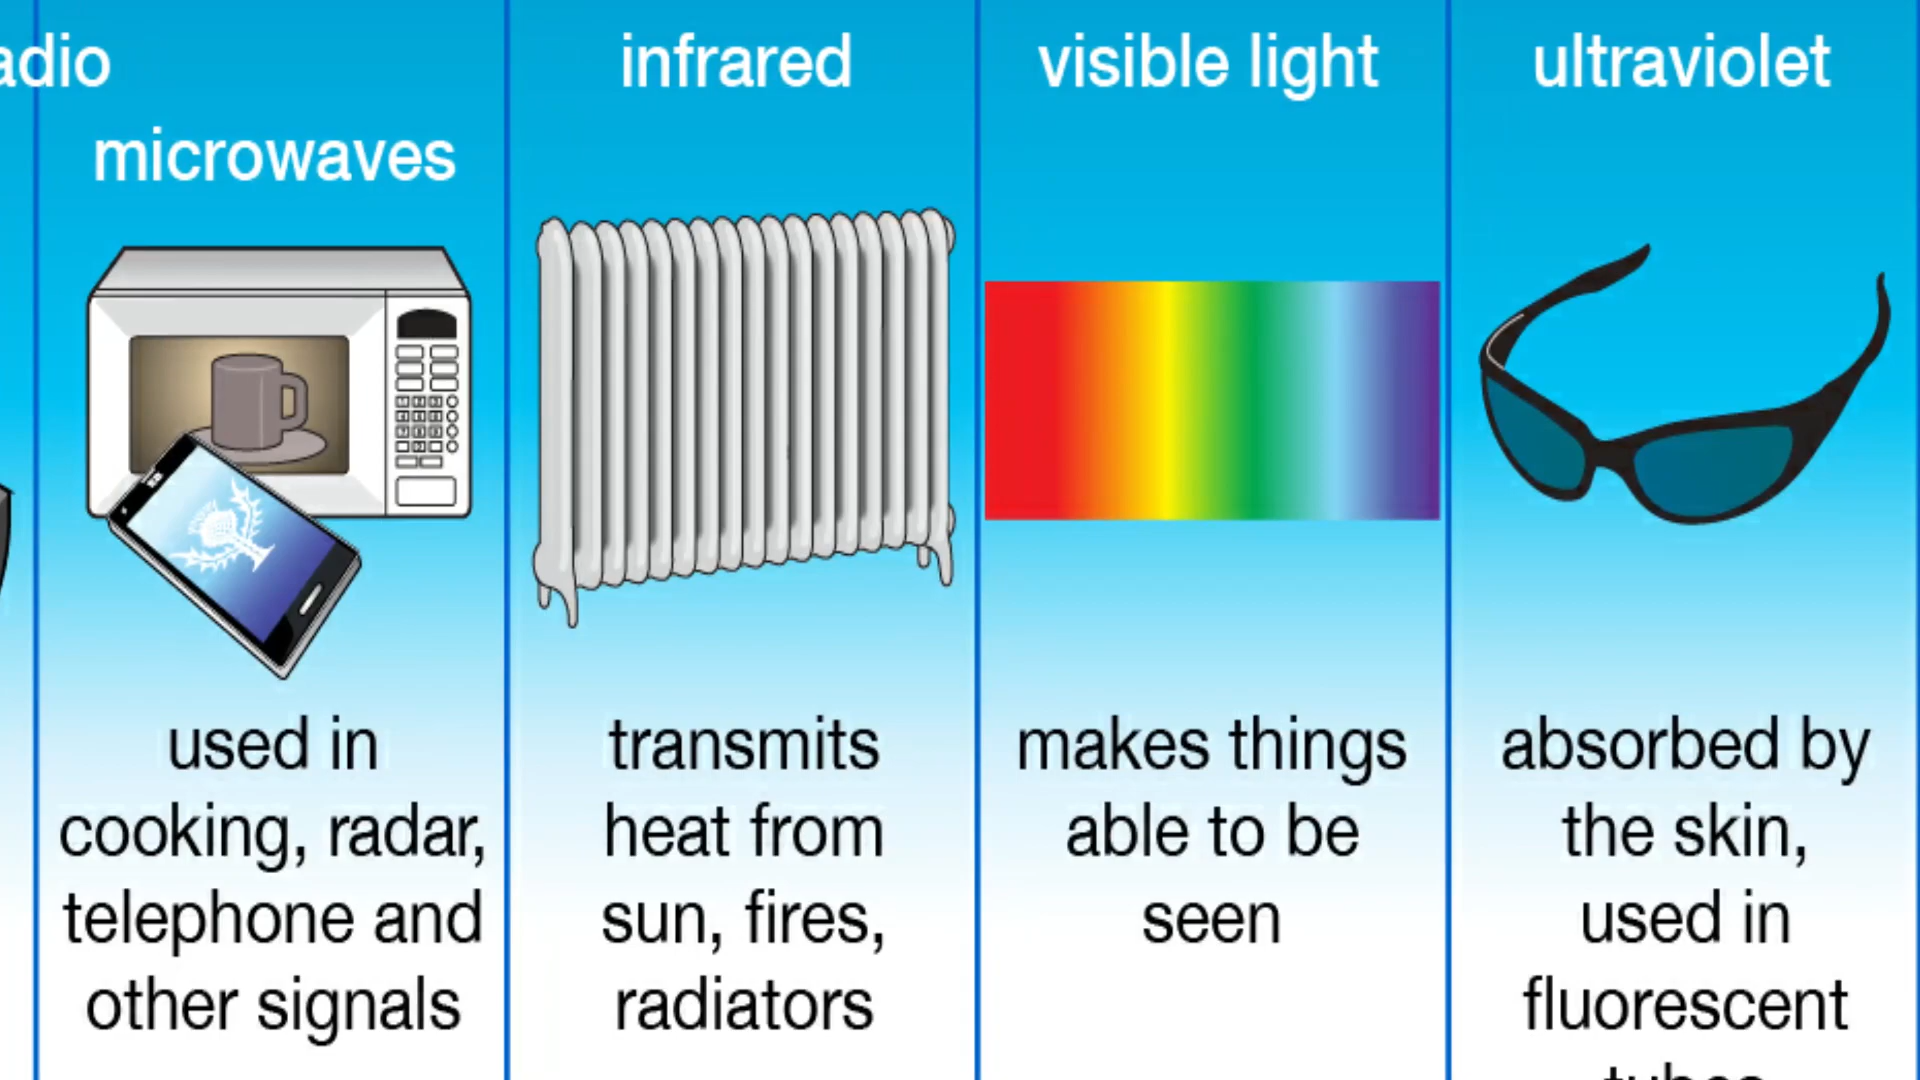 adio
microwaves
used in
cooking, radar,
telephone and
other signals
infrared
transmits
heat from
sun, fires,
radiators
visible light
makes things
able to be
seen
ultraviolet
absorbed by
the skin,
used in
fluorescent
tubes